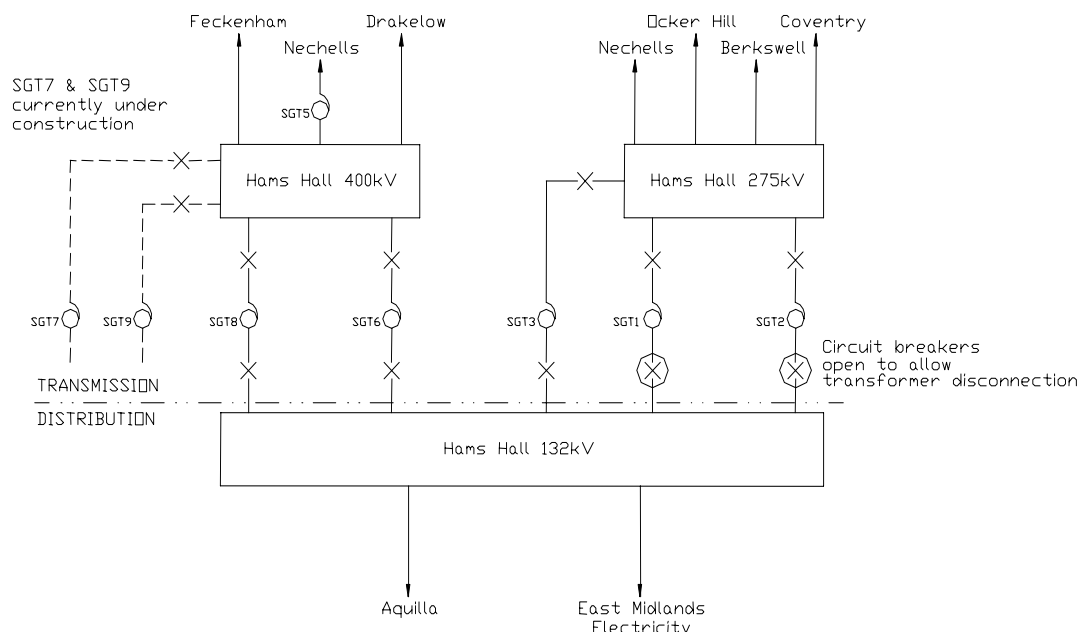 Feckenham
Drakelow
Ocker Hill
Coventry
Nechells
Nechells
Berkswell
SGT7 & SGT9
currently under
construction
SGT5
Hams Hall 400kV
Hams Hall 275kV
SGT7
SGT9
SGT8
SGT6
SGT3
SGT1
SGT2
Circuit breakers
open to allow
transformer disconnection
TRANSMISSION
DISTRIBUTION
Hams Hall 132kV
Aquilla
East Midlands
Electricity